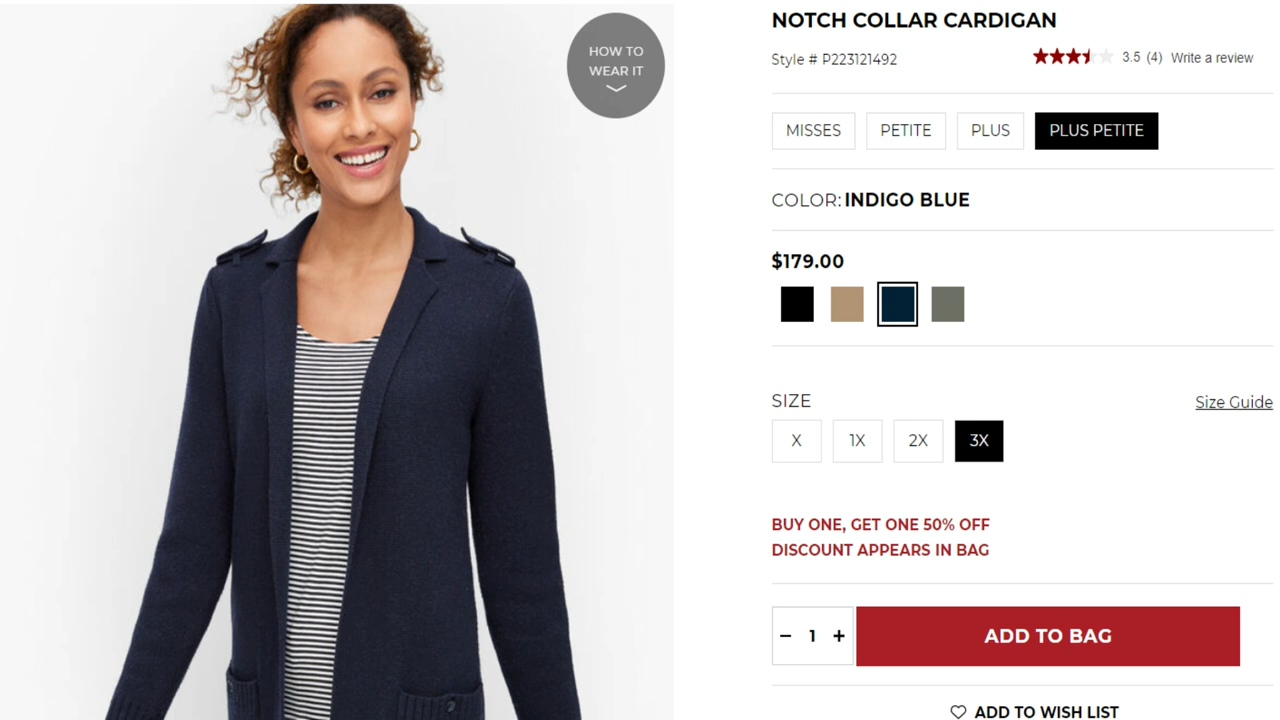 HOW TO
WEAR IT
NOTCH COLLAR CARDIGAN
Style # P223121492
3.5 (4) Write a review
MISSES PETITE PLUS PLUS PETITE
COLOR: INDIGO BLUE
$179.00
SIZE
Size Guide
X 1X 2X 3X
BUY ONE, GET ONE 50% OFF
DISCOUNT APPEARS IN BAG
− 1 + ADD TO BAG
ADD TO WISH LIST